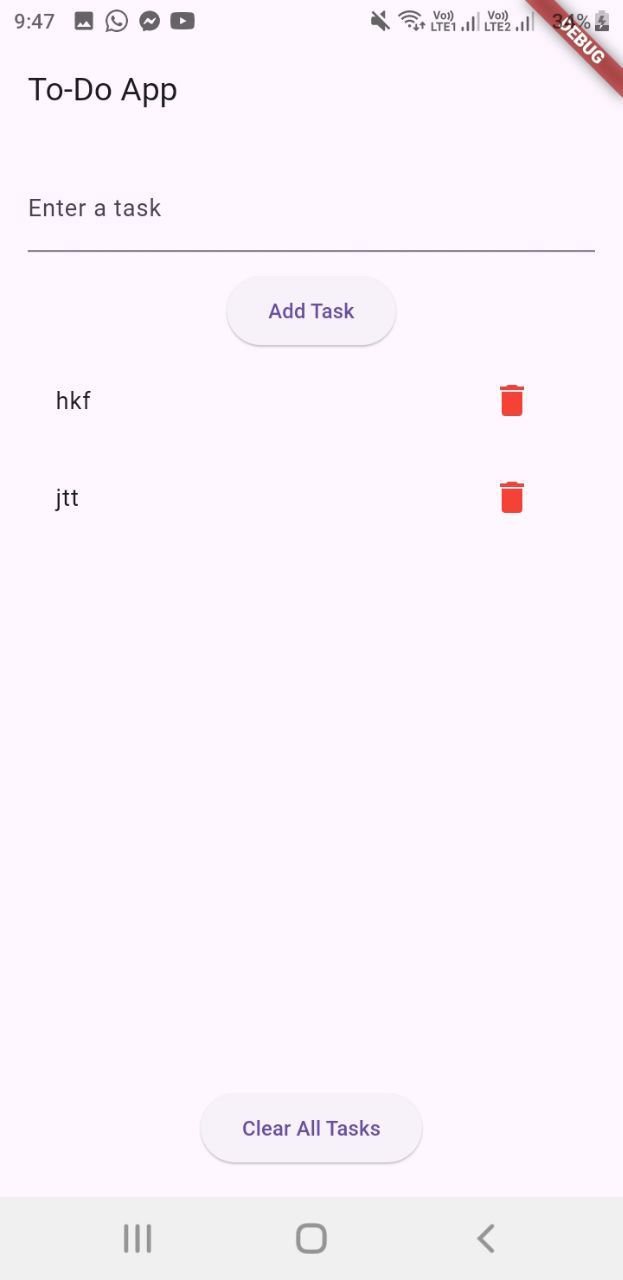 9:47 Vo)) LTE1 Vo)) LTE2 34%
DEBUG
To-Do App
Enter a task
Add Task
hkf
jtt
Clear All Tasks